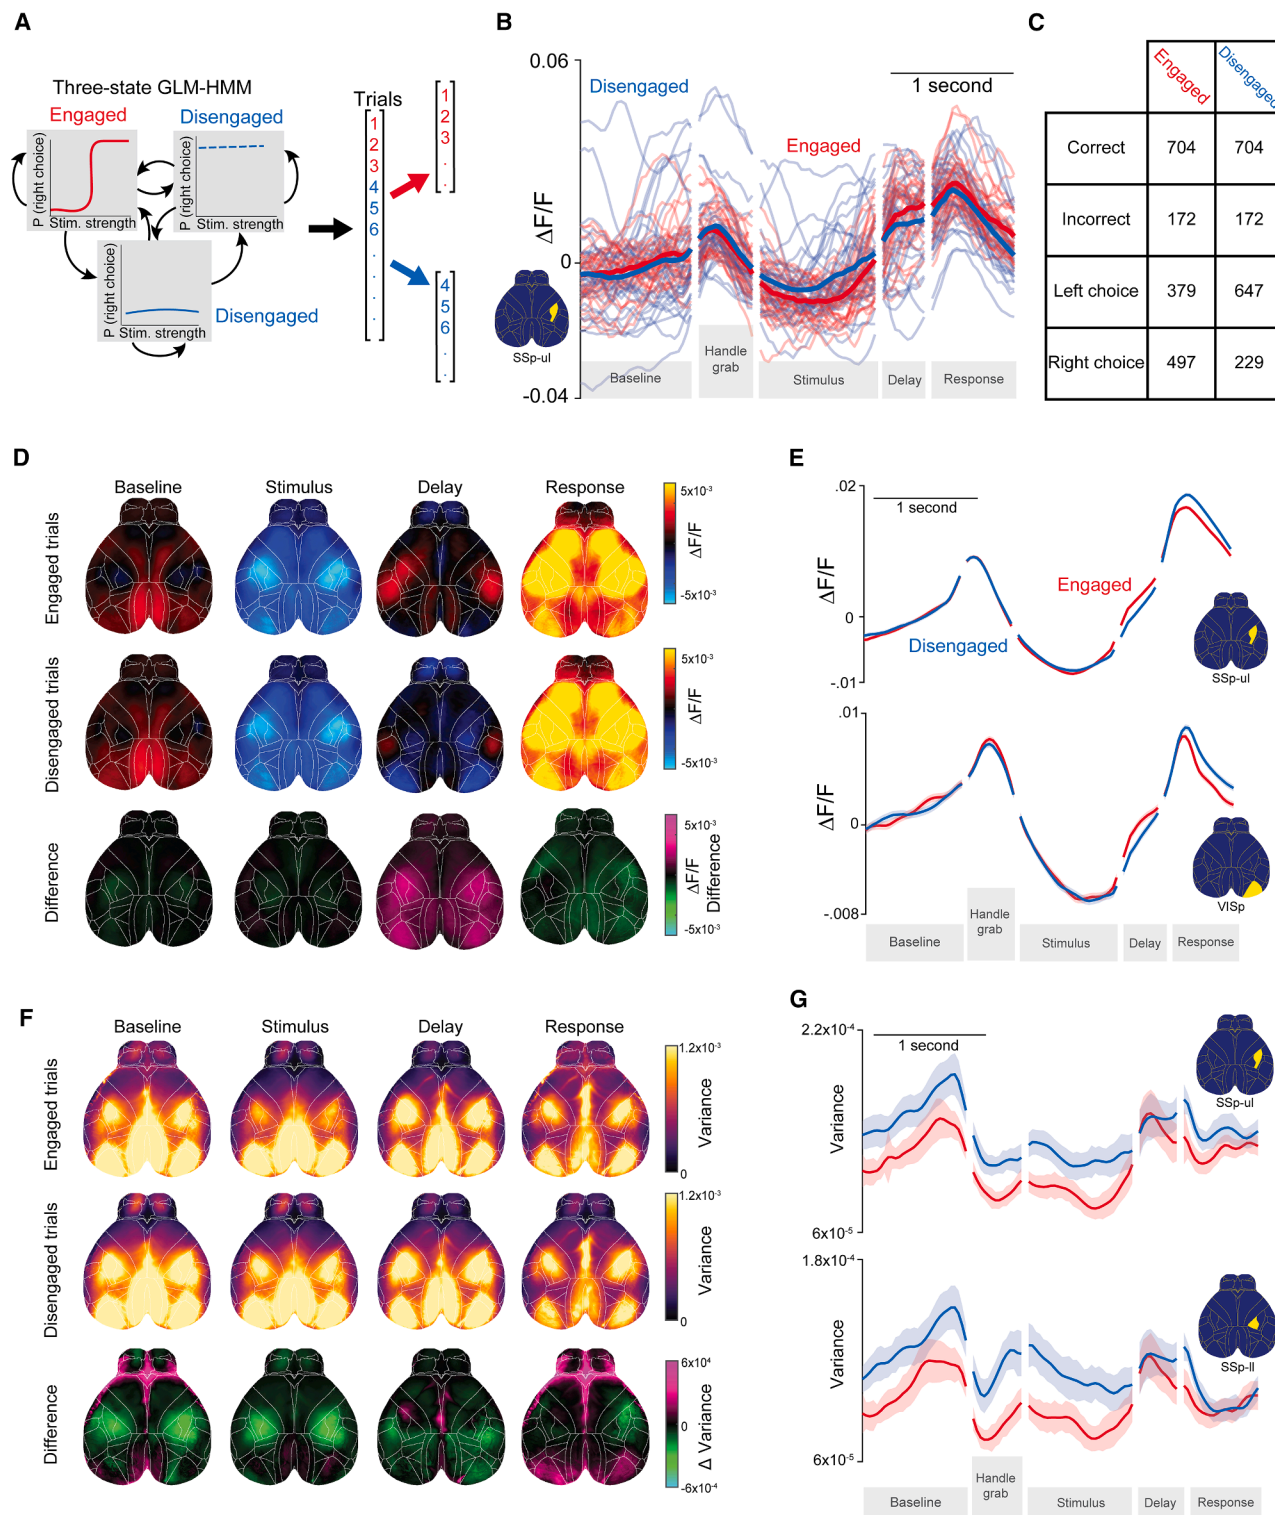 A
Three-state GLM-HMM
Engaged
Disengaged
P (right choice)
Stim. strength
P (right choice)
Stim. strength
P (right choice)
Stim. strength
Disengaged
Trials
1
2
3
4
5
6
.
.
.
.
1
2
3
.
.
4
5
6
.
.
B
0.06
0
-0.04
ΔF/F
Disengaged
Engaged
1 second
SSp-ul
Baseline
Handle
grab
Stimulus
Delay
Response
C
Engaged
Disengaged
Correct 704 704
Incorrect 172 172
Left choice 379 647
Right choice 497 229
D
Baseline Stimulus Delay Response
Engaged trials
5x10-3
ΔF/F
-5x10-3
Disengaged trials
5x10-3
ΔF/F
-5x10-3
Difference
5x10-3
ΔF/F
Difference
-5x10-3
E
.02
0
-.01
ΔF/F
1 second
Engaged
Disengaged
SSp-ul
.01
0
-.008
ΔF/F
VISp
Baseline
Handle
grab
Stimulus
Delay
Response
F
Baseline Stimulus Delay Response
Engaged trials
1.2x10-3
Variance
0
Disengaged trials
1.2x10-3
Variance
0
Difference
6x104
0
Δ Variance
-6x10-4
G
2.2x10-4
1 second
Variance
6x10-5
SSp-ul
1.8x10-4
Variance
6x10-5
SSp-ll
Baseline
Handle
grab
Stimulus
Delay
Response